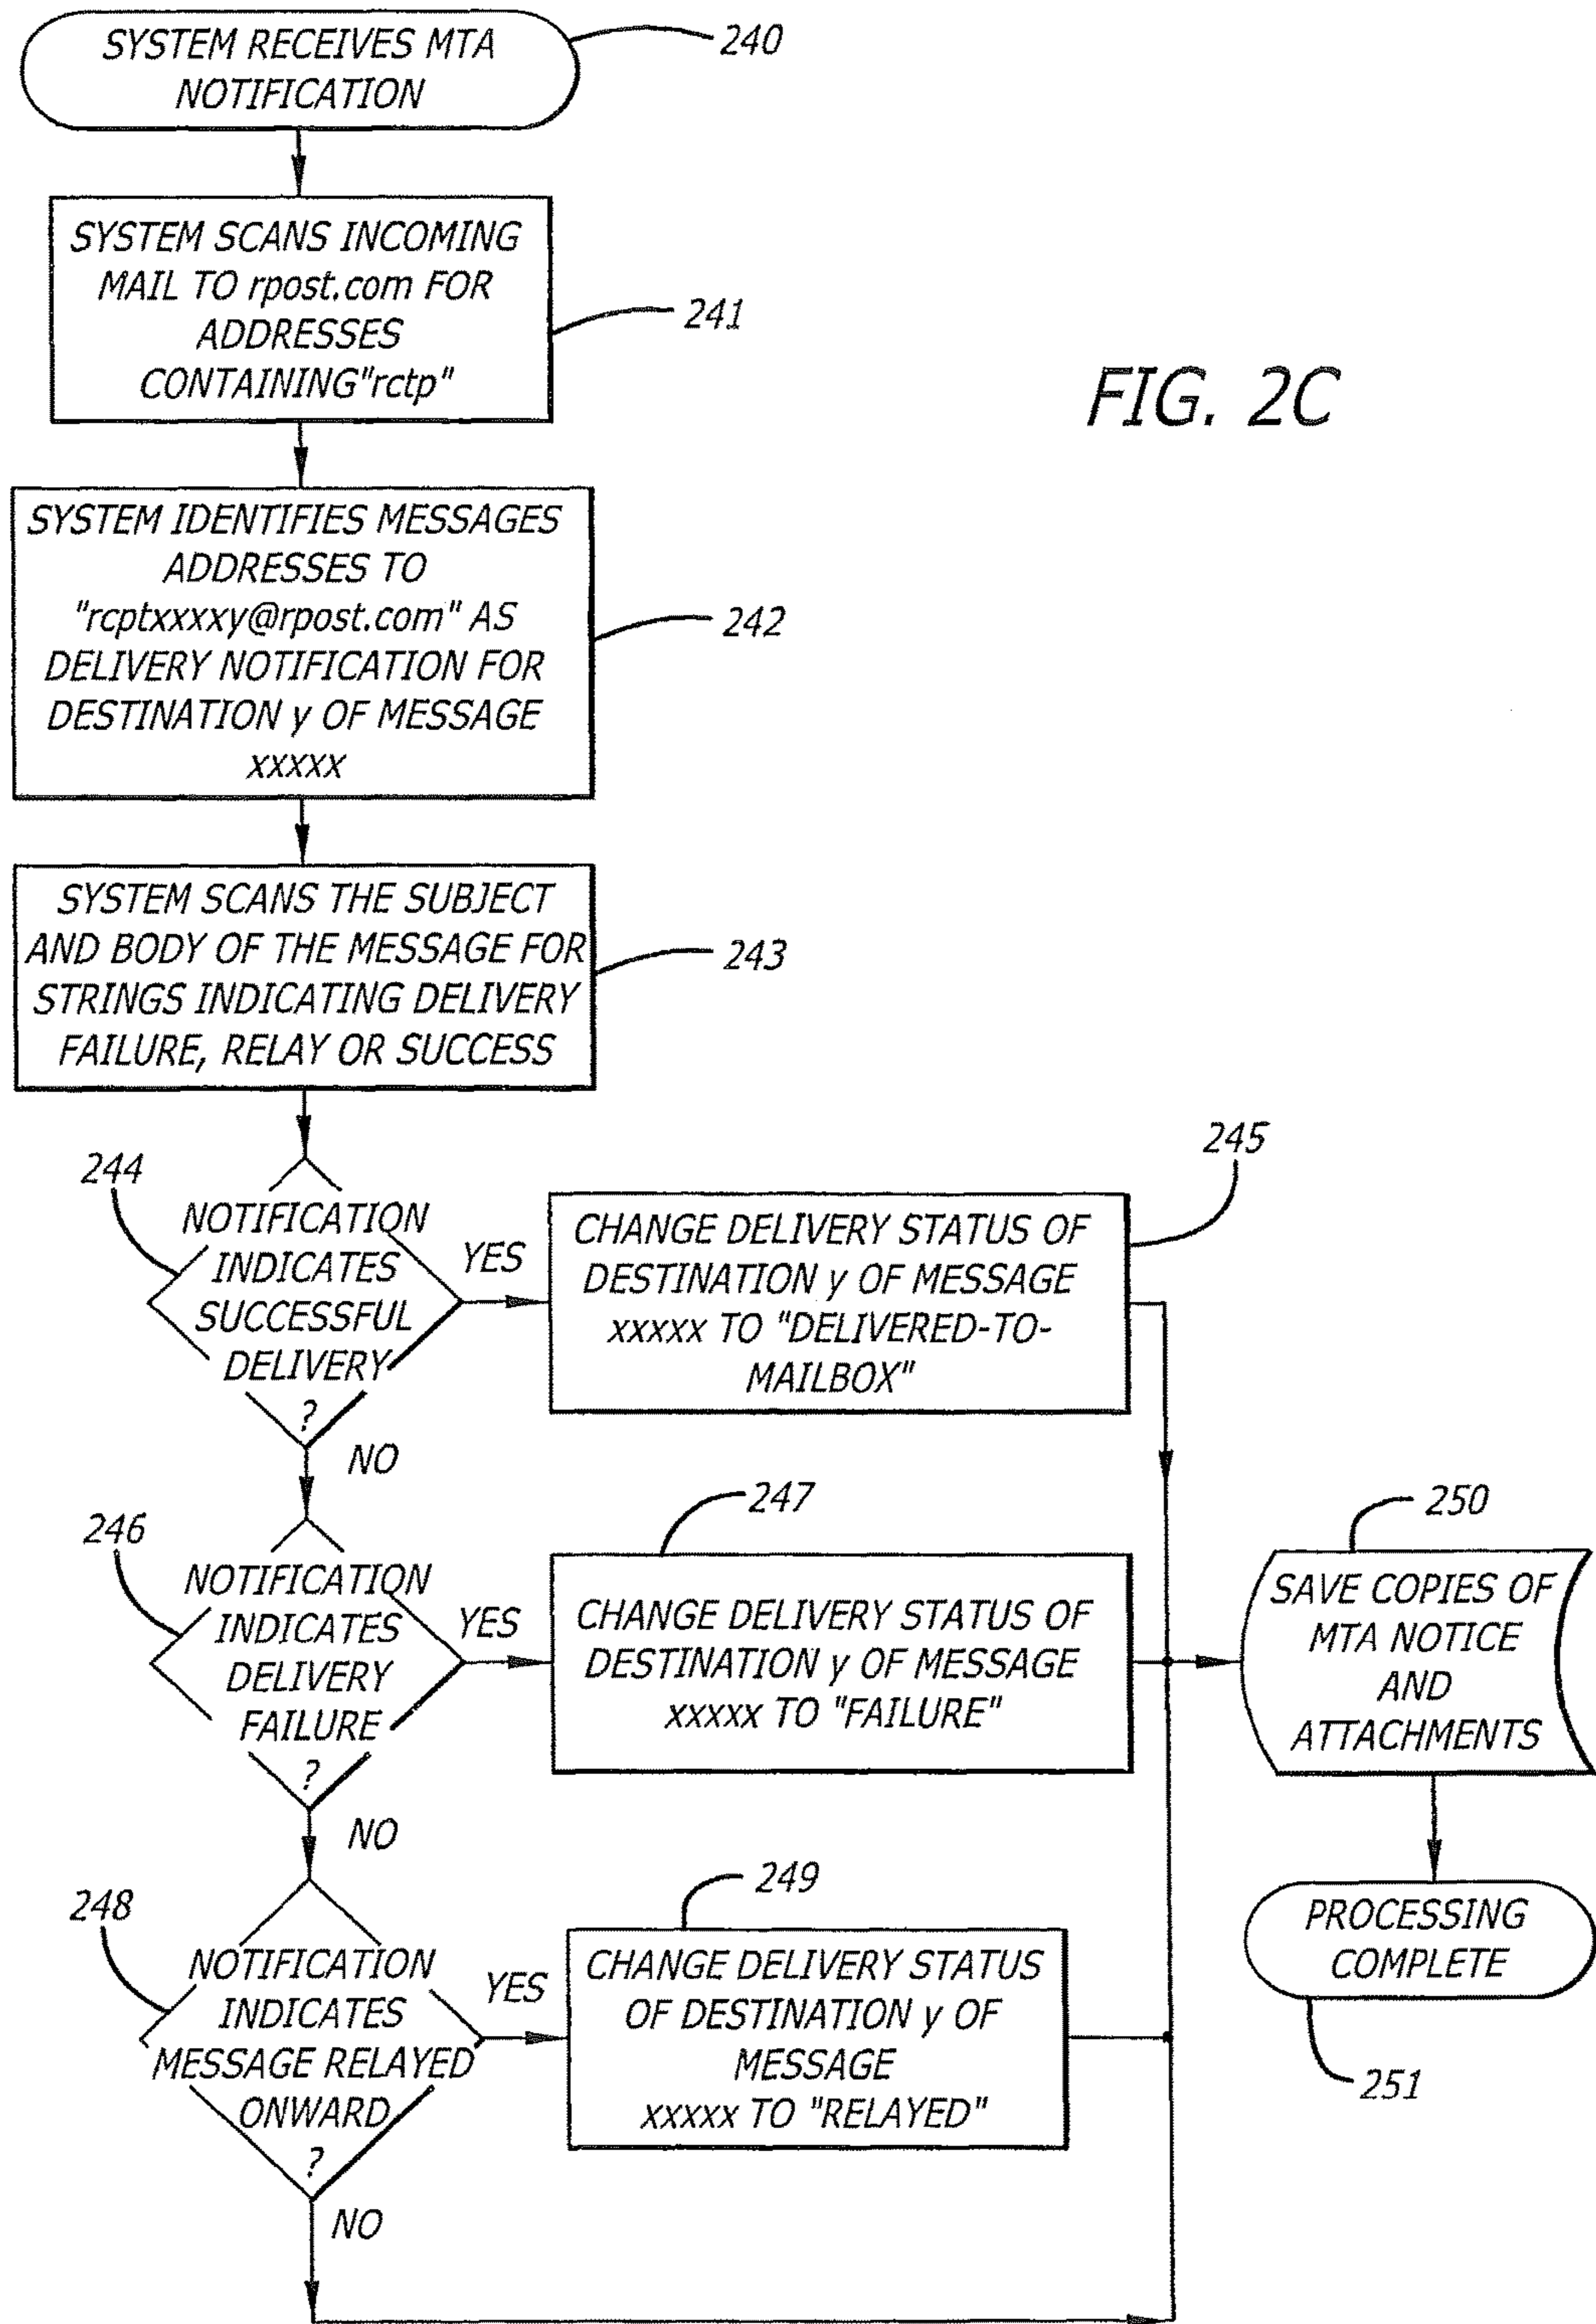 SYSTEM RECEIVES MTA
NOTIFICATION
240
SYSTEM SCANS INCOMING
MAIL TO rpost.com FOR
ADDRESSES
CONTAINING"rctp"
241
FIG. 2C
SYSTEM IDENTIFIES MESSAGES
ADDRESSES TO
"rcptxxxxy@rpost.com" AS
DELIVERY NOTIFICATION FOR
DESTINATION y OF MESSAGE
xxxxx
242
SYSTEM SCANS THE SUBJECT
AND BODY OF THE MESSAGE FOR
STRINGS INDICATING DELIVERY
FAILURE, RELAY OR SUCCESS
243
244
NOTIFICATION
INDICATES
SUCCESSFUL
DELIVERY
?
YES
NO
245
CHANGE DELIVERY STATUS OF
DESTINATION y OF MESSAGE
xxxxx TO "DELIVERED-TO-
MAILBOX"
246
NOTIFICATION
INDICATES
DELIVERY
FAILURE
?
YES
NO
247
CHANGE DELIVERY STATUS OF
DESTINATION y OF MESSAGE
xxxxx TO "FAILURE"
248
NOTIFICATION
INDICATES
MESSAGE RELAYED
ONWARD
?
YES
NO
249
CHANGE DELIVERY STATUS
OF DESTINATION y OF
MESSAGE
xxxxx TO "RELAYED"
250
SAVE COPIES OF
MTA NOTICE
AND
ATTACHMENTS
PROCESSING
COMPLETE
251